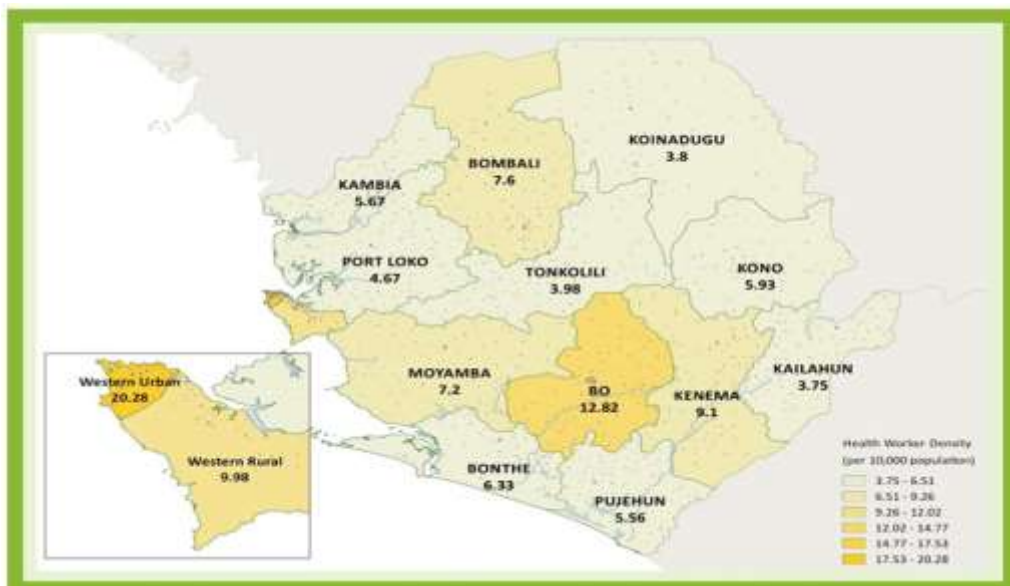 KOINADUGU
3.8
BOMBALI
7.6
KAMBIA
5.67
PORT LOKO
4.67
TONKOLILI
3.98
KONO
5.93
KAILAHUN
3.75
MOYAMBA
7.2
BO
12.82
KENEMA
9.1
Western Urban
20.28
Western Rural
9.98
BONTHE
6.33
PUJEHUN
5.56
Health Worker Density
(per 10,000 population)
3.75 - 6.51
6.51 - 9.26
9.26 - 12.02
12.02 - 14.77
14.77 - 17.53
17.53 - 20.28